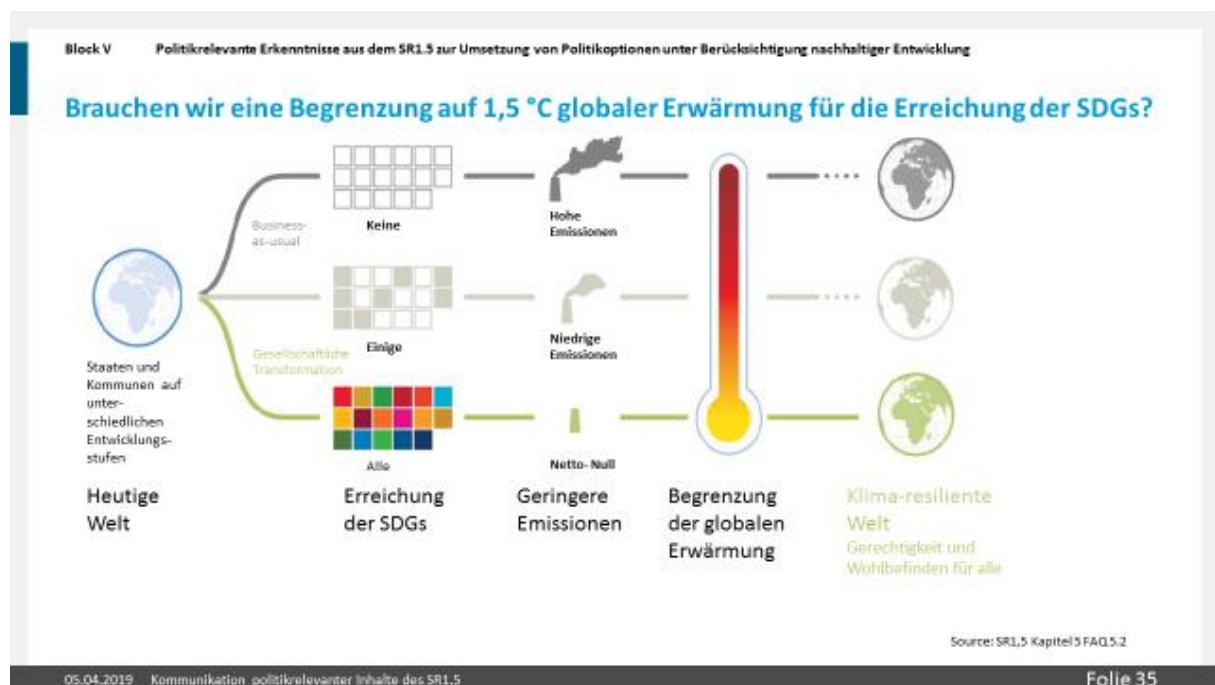 Block V Politikrelevante Erkenntnisse aus dem SR1.5 zur Umsetzung von Politikoptionen unter Berücksichtigung nachhaltiger Entwicklung
Brauchen wir eine Begrenzung auf 1,5 °C globaler Erwärmung für die Erreichung der SDGs?
Business-
as-usual
Keine
Hohe
Emissionen
Gesellschaftliche
Transformation
Einige
Niedrige
Emissionen
Staaten und
Kommunen auf
unter-
schiedlichen
Entwicklungs-
stufen
Alle
Netto-Null
Heutige
Welt
Erreichung
der SDGs
Geringere
Emissionen
Begrenzung
der globalen
Erwärmung
Klima-resiliente
Welt
Gerechtigkeit und
Wohlbefinden für alle
Source: SR1,5 Kapitel 5 FAQ 5.2
05.04.2019 Kommunikation politikrelevanter Inhalte des SR1.5
Folie 35